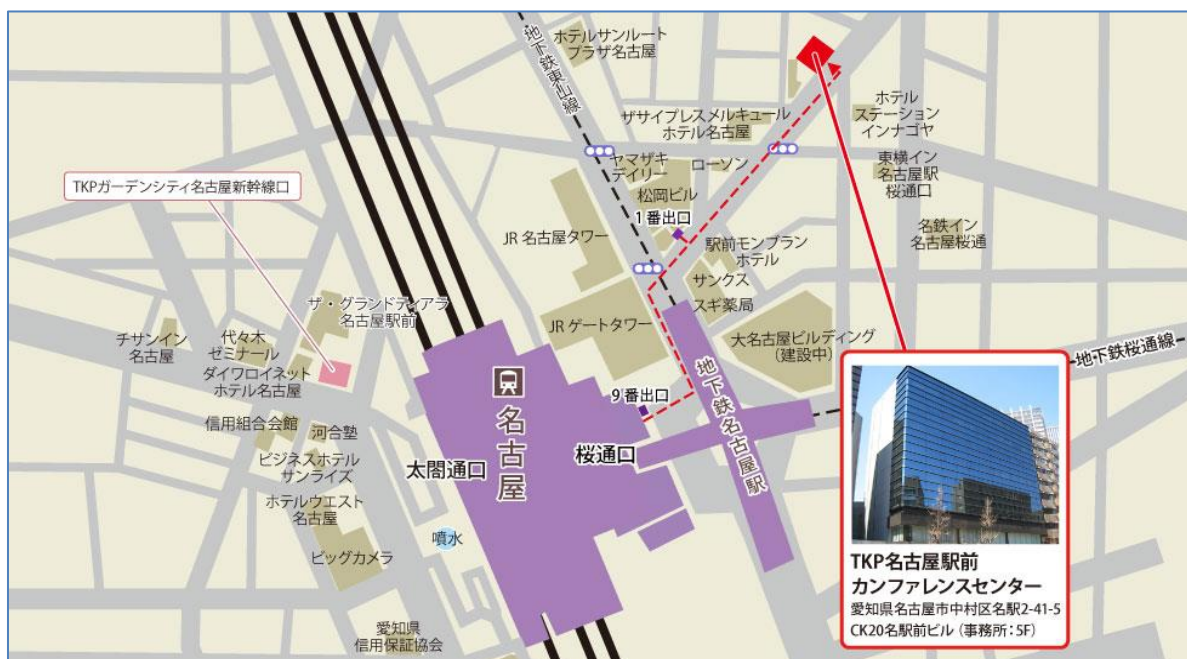 ホテルサンルート
プラザ名古屋
地下鉄東山線
ザサイプレスメルキュール
ホテル名古屋
ホテル
ステーション
インナゴヤ
ヤマザキ
デイリー
ローソン
東横イン
名古屋駅
桜通口
松岡ビル
1番出口
TKPガーデンシティ名古屋新幹線口
JR名古屋タワー
駅前モンブラン
ホテル
名鉄イン
名古屋桜通
サンクス
スギ薬局
ザ・グランドティアラ
名古屋駅前
JRゲートタワー
大名古屋ビルディング
(建設中)
地下鉄桜通線
チサンイン
名古屋
代々木
ゼミナール
ダイワロイネット
ホテル名古屋
9番出口
地下鉄名古屋駅
名古屋
信用組合会館
河合塾
太閤通口
桜通口
ビジネスホテル
サンライズ
ホテルウエスト
名古屋
噴水
ビッグカメラ
愛知県
信用保証協会
TKP名古屋駅前
カンファレンスセンター
愛知県名古屋市中村区名駅2-41-5
CK20名駅前ビル(事務所:5F)